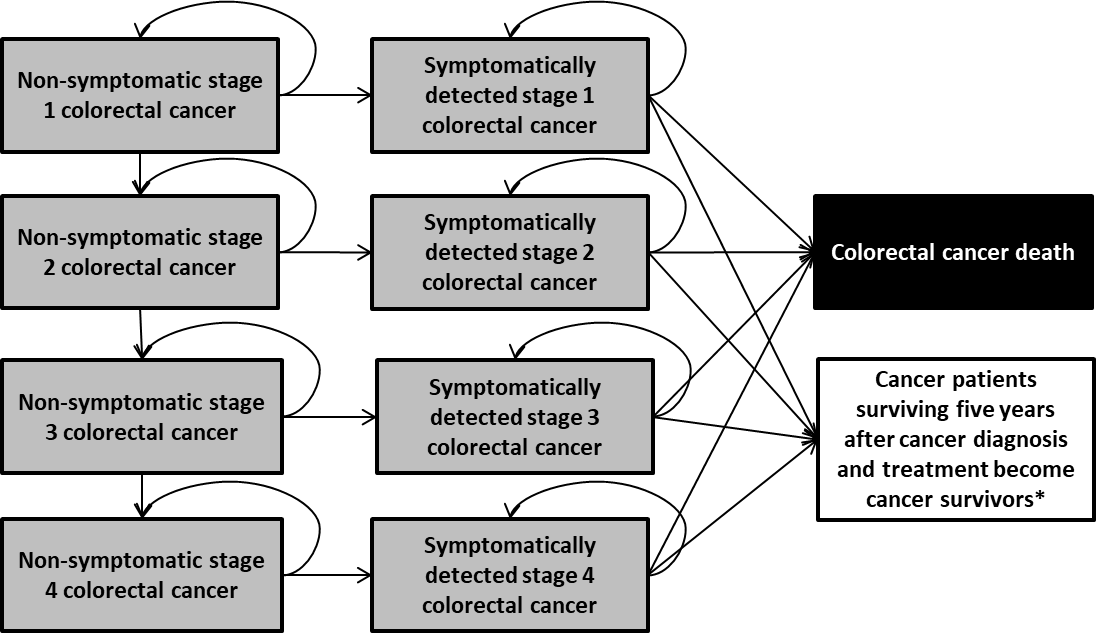 Non-symptomatic stage
1 colorectal cancer
Symptomatically
detected stage 1
colorectal cancer
Non-symptomatic stage
2 colorectal cancer
Symptomatically
detected stage 2
colorectal cancer
Colorectal cancer death
Non-symptomatic stage
3 colorectal cancer
Symptomatically
detected stage 3
colorectal cancer
Cancer patients
surviving five years
after cancer diagnosis
and treatment become
cancer survivors*
Non-symptomatic stage
4 colorectal cancer
Symptomatically
detected stage 4
colorectal cancer